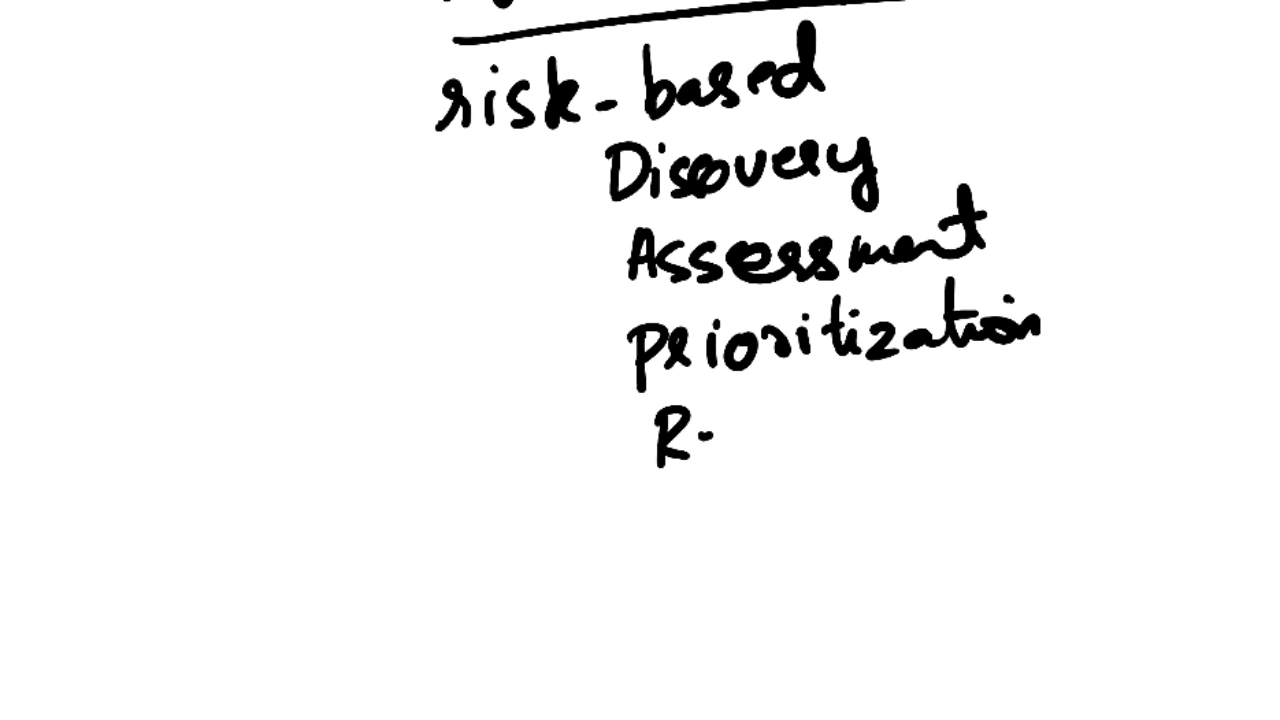 risk-based
Discovery
Assessment
Prioritization
R-